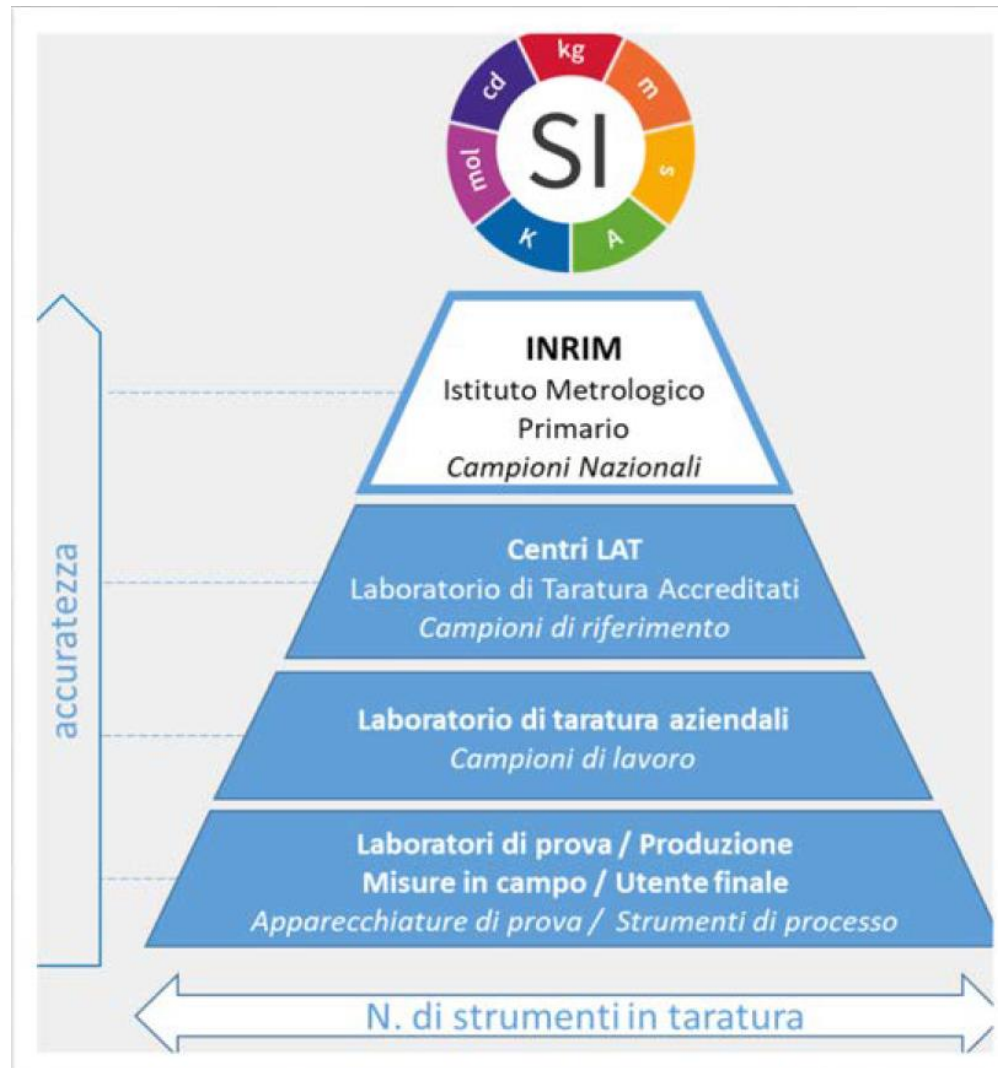 kg
m
s
A
K
mol
cd
SI
INRIM
Istituto Metrologico
Primario
Campioni Nazionali
Centri LAT
Laboratorio di Taratura Accreditati
Campioni di riferimento
Laboratorio di taratura aziendali
Campioni di lavoro
Laboratori di prova / Produzione
Misure in campo / Utente finale
Apparecchiature di prova / Strumenti di processo
accuratezza
N. di strumenti in taratura